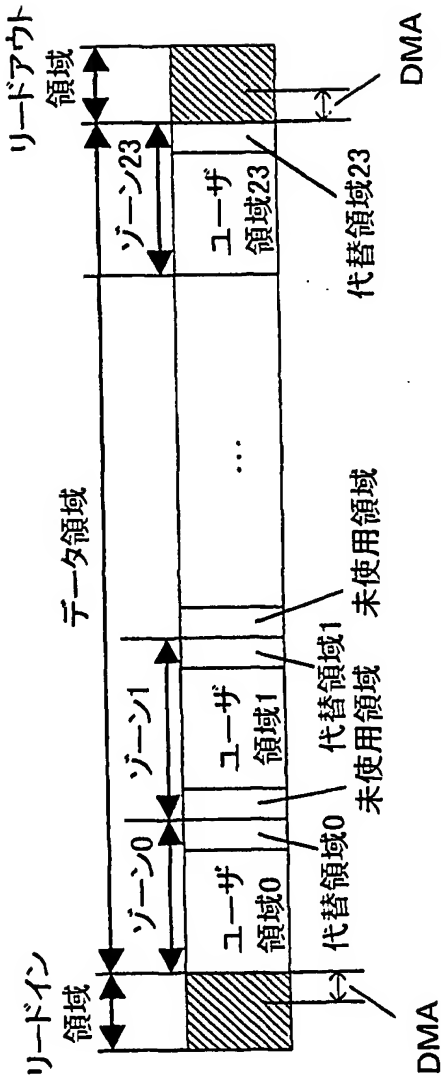 リードイン
領域
データ領域
リードアウト
領域
ゾーン0
ゾーン1
ゾーン23
ユーザ
領域0
ユーザ
領域1
…
ユーザ
領域23
代替領域0
未使用領域
代替領域1
未使用領域
代替領域23
DMA
DMA